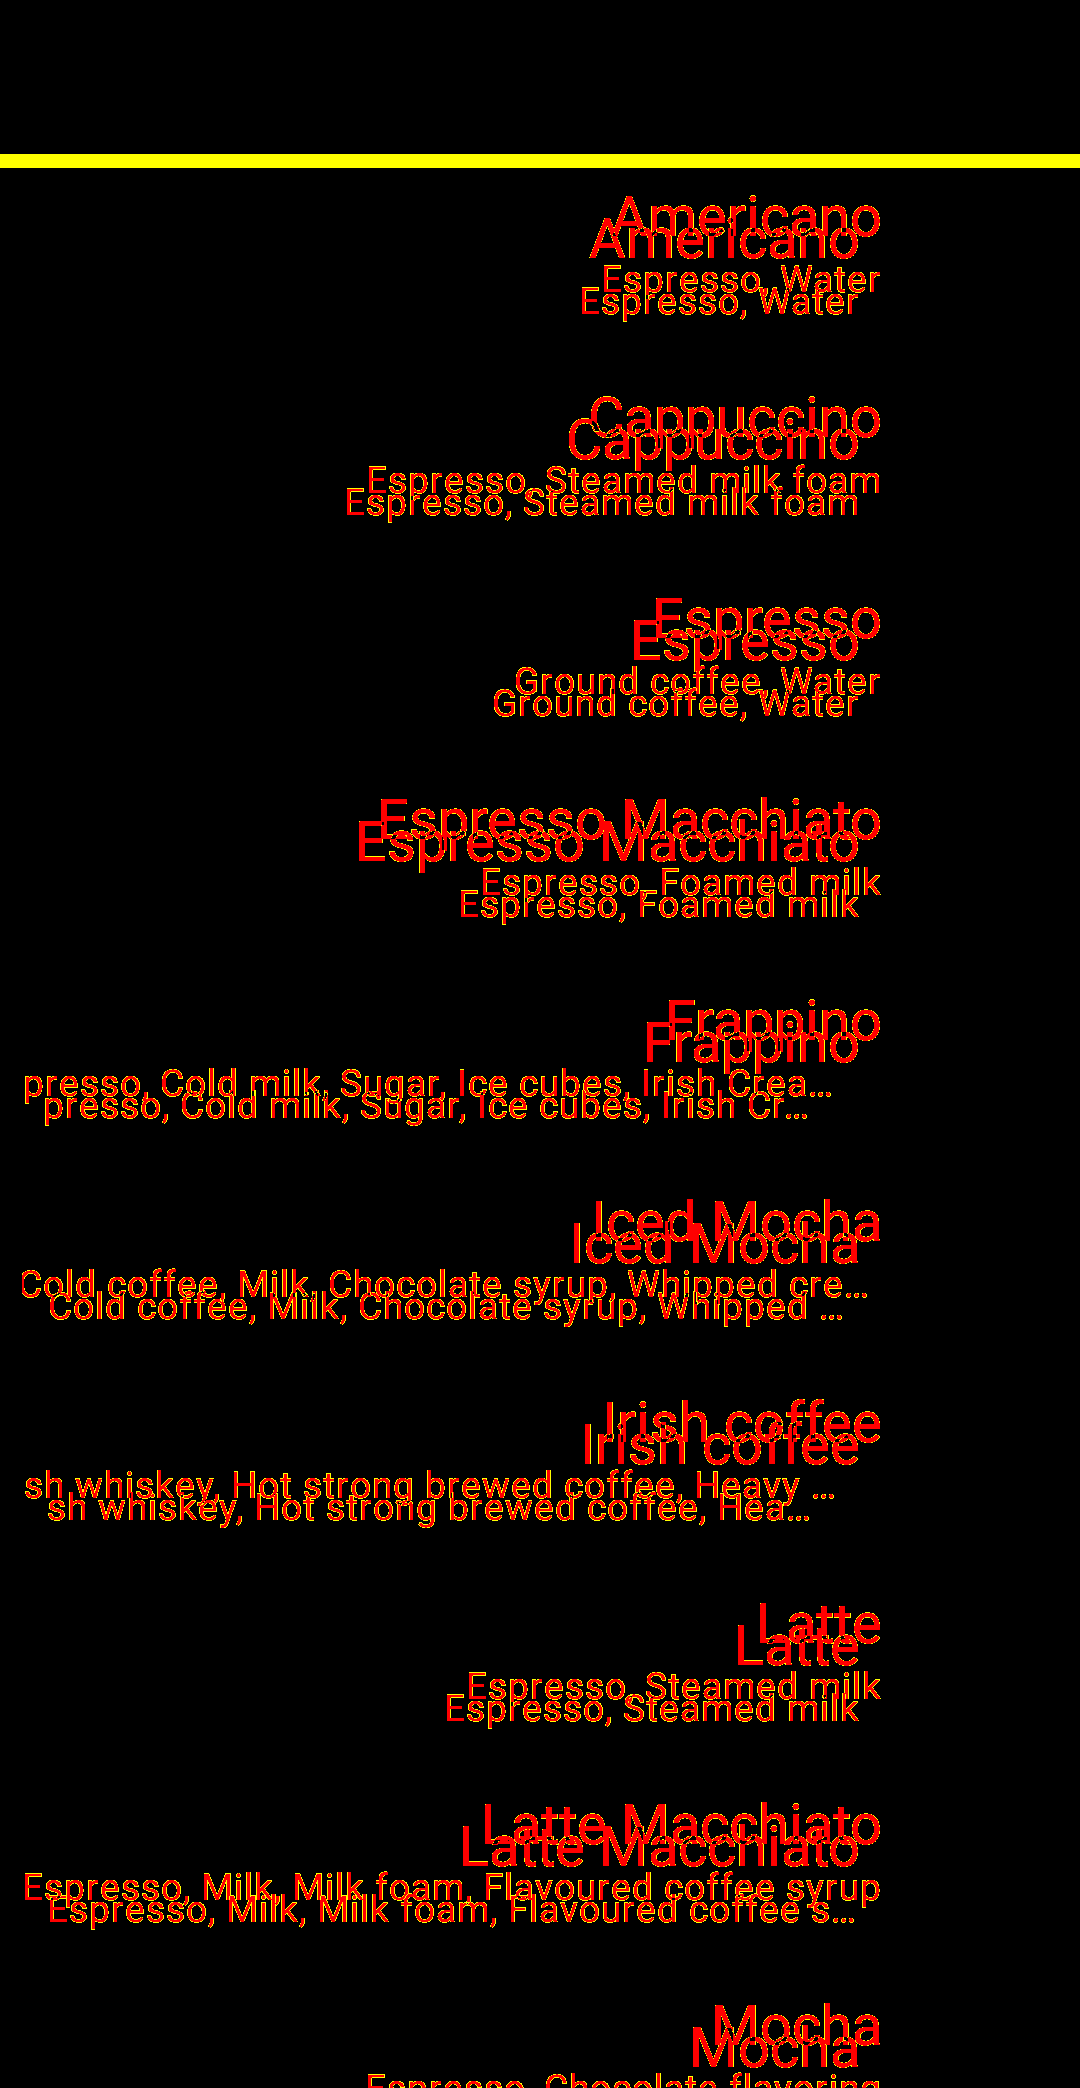 Americano
Americano
Espresso, Water
Espresso, Water
Cappuccino
Cappuccino
Espresso, Steamed milk foam
Espresso, Steamed milk foam
Espresso
Espresso
Ground coffee, Water
Ground coffee, Water
Espresso Macchiato
Espresso Macchiato
Espresso, Foamed milk
Espresso, Foamed milk
Frappino
Frappino
presso, Cold milk, Sugar, Ice cubes, Irish Crea...
presso, Cold milk, Sugar, Ice cubes, Irish Cr...
Iced Mocha
Iced Mocha
Cold coffee, Milk, Chocolate syrup, Whipped cre...
Cold coffee, Milk, Chocolate syrup, Whipped ...
Irish coffee
Irish coffee
sh whiskey, Hot strong brewed coffee, Heavy ...
sh whiskey, Hot strong brewed coffee, Hea...
Latte
Latte
Espresso, Steamed milk
Espresso, Steamed milk
Latte Macchiato
Latte Macchiato
Espresso, Milk, Milk foam, Flavoured coffee syrup
Espresso, Milk, Milk foam, Flavoured coffee s...
Mocha
Mocha
Espresso, Chocolate flavoring